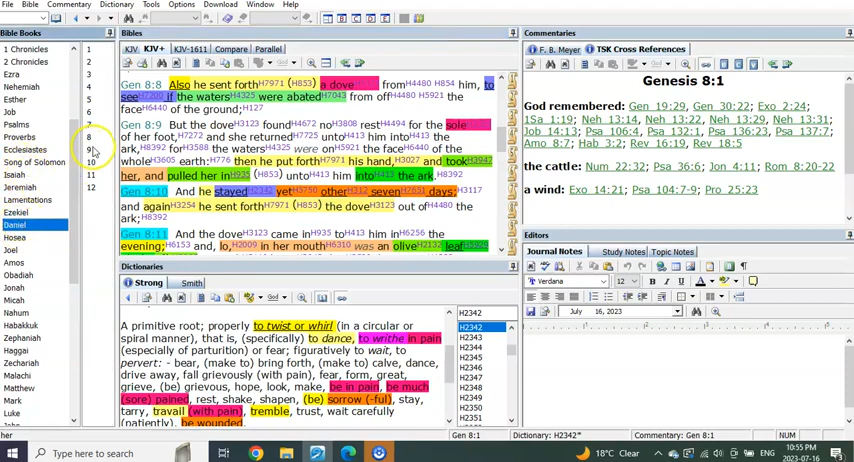 File View Bible Commentary Dictionary Tools Options Download Window Help
Bible Books
1 Chronicles
2 Chronicles
Ezra
Nehemiah
Esther
Job
Psalms
Proverbs
Ecclesiastes
Song of Solomon
Isaiah
Jeremiah
Lamentations
Ezekiel
Daniel
Hosea
Joel
Amos
Obadiah
Jonah
Micah
Nahum
Habakkuk
Zephaniah
Haggai
Zechariah
Malachi
Matthew
Mark
Luke
John
1
2
3
4
5
6
7
8
9
10
11
12
Bibles
KJV KJV+ KJV-1611 Compare Parallel
Gen 8:8 Also he sent forth H7971 (H853) a dove from H4480 H854 him, to
see H7200 if the waters H4325 were abated H7043 from off H4480 H5921 the
face H6440 of the ground; H127
Gen 8:9 But the dove H3123 found H4672 no H3808 rest H4494 for the sole
of her foot, H7272 and she returned H7725 unto H413 him into H413 the
ark, H8392 for H3588 the waters H4325 were on H5921 the face H6440 of the
whole H3605 earth: H776 then he put forth H7971 his hand, H3027 and took H3947
her, and pulled her in H935 (H853) unto H413 him into H413 the ark. H8392
Gen 8:10 And he stayed H2342 yet H5750 other H312 seven H7651 days; H3117
and again H3254 he sent forth H7971 (H853) the dove H3123 out of H4480 the
ark; H8392
Gen 8:11 And the dove H3123 came in H935 to H413 him in H6256 the
evening; H6153 and, lo, H2009 in her mouth H6310 was an olive H2132 leaf H5929
Dictionaries
Strong Smith
God
A primitive root; properly to twist or whirl (in a circular or
spiral manner), that is, (specifically) to dance, to writhe in pain
(especially of parturition) or fear; figuratively to wait, to
pervert: - bear, (make to) bring forth, (make to) calve, dance,
drive away, fall grievously (with pain), fear, form, great,
grieve, (be) grievous, hope, look, make, be in pain, be much
(sore) pained, rest, shake, shapen, (be) sorrow (-ful), stay,
tarry, travail (with pain), tremble, trust, wait carefully
(patiently), be wounded.
H2342
H2342
H2343
H2344
H2345
H2346
H2347
H2348
H2349
H2350
H2351
Commentaries
F. B. Meyer TSK Cross References
Genesis 8:1
God remembered: Gen 19:29, Gen 30:22; Exo 2:24;
1Sa 1:19; Neh 13:14, Neh 13:22, Neh 13:29, Neh 13:31;
Job 14:13; Psa 106:4, Psa 132:1, Psa 136:23, Psa 137:7;
Amo 8:7; Hab 3:2; Rev 16:19, Rev 18:5
the cattle: Num 22:32; Psa 36:6; Jon 4:11; Rom 8:20-22
a wind: Exo 14:21; Psa 104:7-9; Pro 25:23
Editors
Journal Notes Study Notes Topic Notes
Verdana 12 B I U A
July 16, 2023
her
Gen 8:1 Dictionary: H2342* Commentary: Gen 8:1 NUM
Type here to search
18°C Clear ENG 10:55 PM 2023-07-16